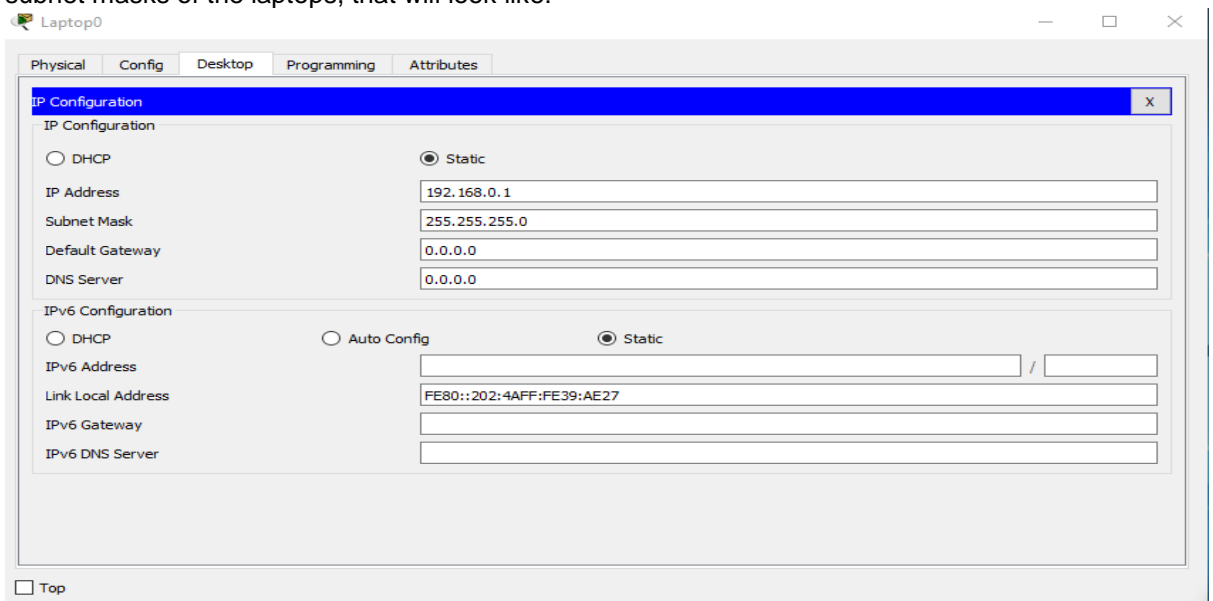 subnet masks of the laptops, that will look like:
Laptop0
Physical Config Desktop Programming Attributes
IP Configuration X
IP Configuration
DHCP Static
IP Address 192.168.0.1
Subnet Mask 255.255.255.0
Default Gateway 0.0.0.0
DNS Server 0.0.0.0
IPv6 Configuration
DHCP Auto Config Static
IPv6 Address /
Link Local Address FE80::202:4AFF:FE39:AE27
IPv6 Gateway
IPv6 DNS Server
Top